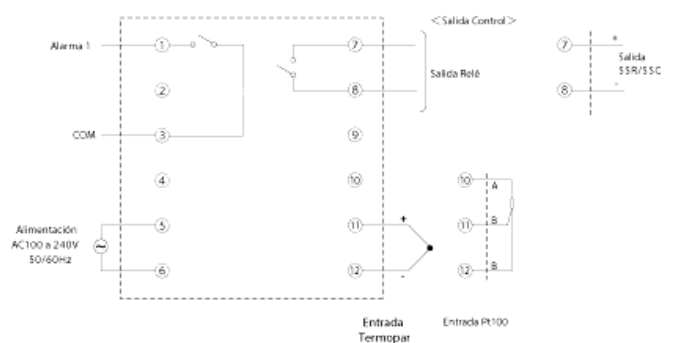 <Salida Control>
Alarma 1
1
7
7
+
Salida
SSR/SSC
2
8
Salida Relé
8
-
COM
3
9
4
10
10
A
Alimentación
AC100 a 240V
50/60Hz
5
11
+
11
B
6
12
-
12
B
Entrada
Termopar
Entrada Pt100